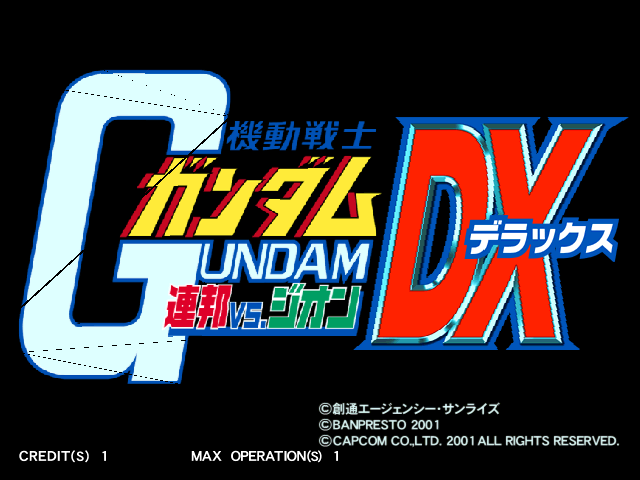 機動戦士
ガンダム
GUNDAM
連邦VS.ジオン
DX
デラックス
©創通エージェンシー・サンライズ
©BANPRESTO 2001
©CAPCOM CO.,LTD. 2001 ALL RIGHTS RESERVED.
CREDIT(S) 1 MAX OPERATION(S) 1